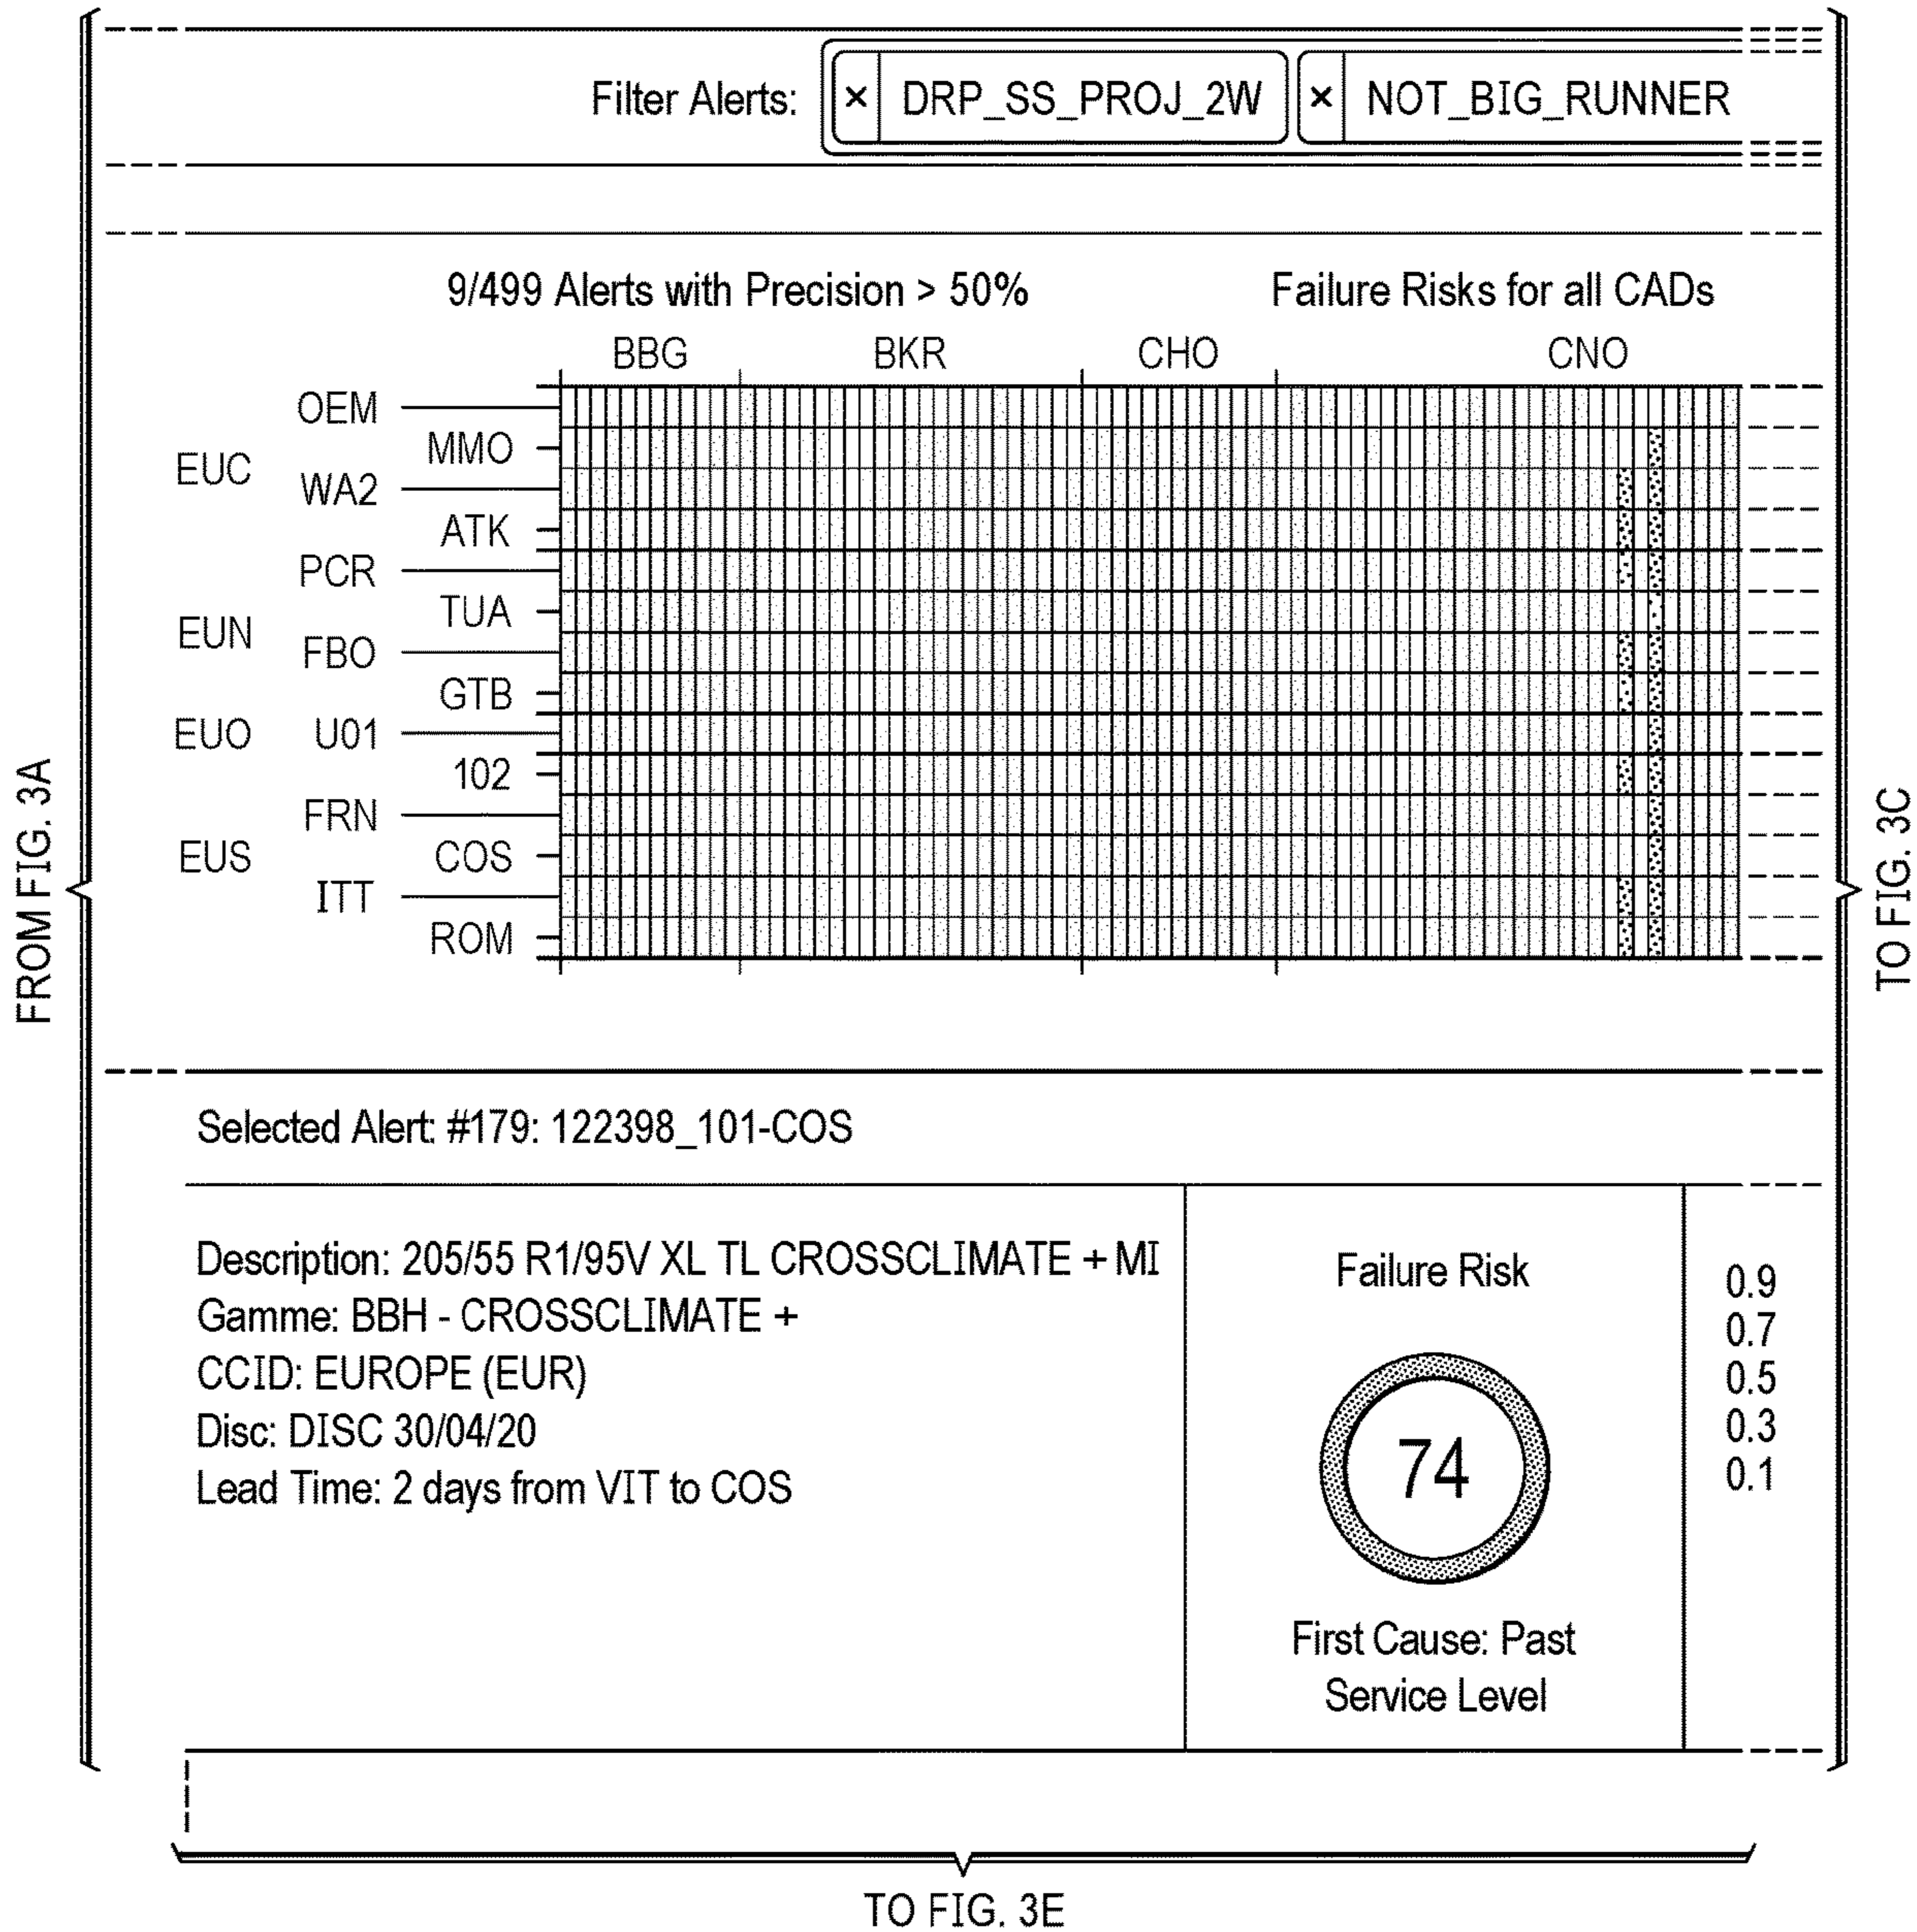 Filter Alerts: × DRP_SS_PROJ_2W × NOT_BIG_RUNNER
9/499 Alerts with Precision > 50% Failure Risks for all CADs
BBG BKR CHO CNO
OEM
MMO
EUC
WA2
ATK
PCR
TUA
EUN
FBO
GTB
EUO U01
102
FRN
EUS COS
ITT
ROM
FROM FIG. 3A
TO FIG. 3C
Selected Alert: #179: 122398_101-COS
Description: 205/55 R1/95V XL TL CROSSCLIMATE + MI
Gamme: BBH - CROSSCLIMATE +
CCID: EUROPE (EUR)
Disc: DISC 30/04/20
Lead Time: 2 days from VIT to COS
Failure Risk
74
First Cause: Past
Service Level
0.9
0.7
0.5
0.3
0.1
TO FIG. 3E